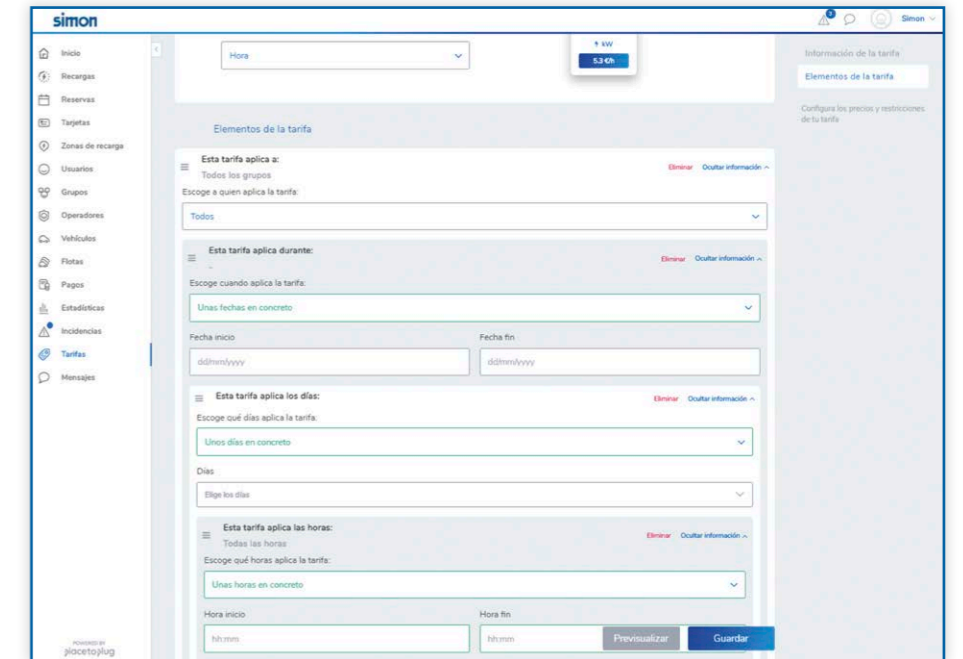 simon
Simon
Inicio
Recargas
Reservas
Tarjetas
Zonas de recarga
Usuarios
Grupos
Operadores
Vehículos
Flotas
Pagos
Estadísticas
Incidencias
Tarifas
Mensajes
POWERED BY
placetoplug
Hora
kW
5.3 €/h
Elementos de la tarifa
Esta tarifa aplica a:
Todos los grupos
Eliminar Ocultar información
Escoge a quien aplica la tarifa:
Todos
Esta tarifa aplica durante:
-
Eliminar Ocultar información
Escoge cuando aplica la tarifa:
Unas fechas en concreto
Fecha inicio Fecha fin
dd/mm/yyyy dd/mm/yyyy
Esta tarifa aplica los días:
Eliminar Ocultar información
Escoge qué días aplica la tarifa:
Unos días en concreto
Días
Elige los días
Esta tarifa aplica las horas:
Todas las horas
Eliminar Ocultar información
Escoge qué horas aplica la tarifa:
Unas horas en concreto
Hora inicio Hora fin
hh:mm hh:mm
Previsualizar Guardar
Información de la tarifa
Elementos de la tarifa
Configura los precios y restricciones
de tu tarifa